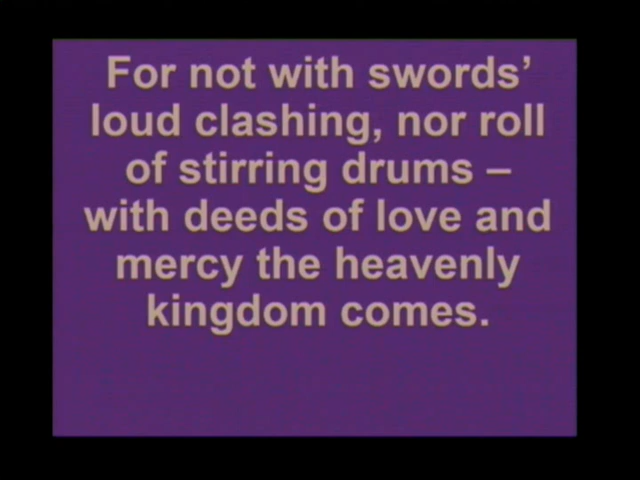 For not with swords’
loud clashing, nor roll
of stirring drums –
with deeds of love and
mercy the heavenly
kingdom comes.